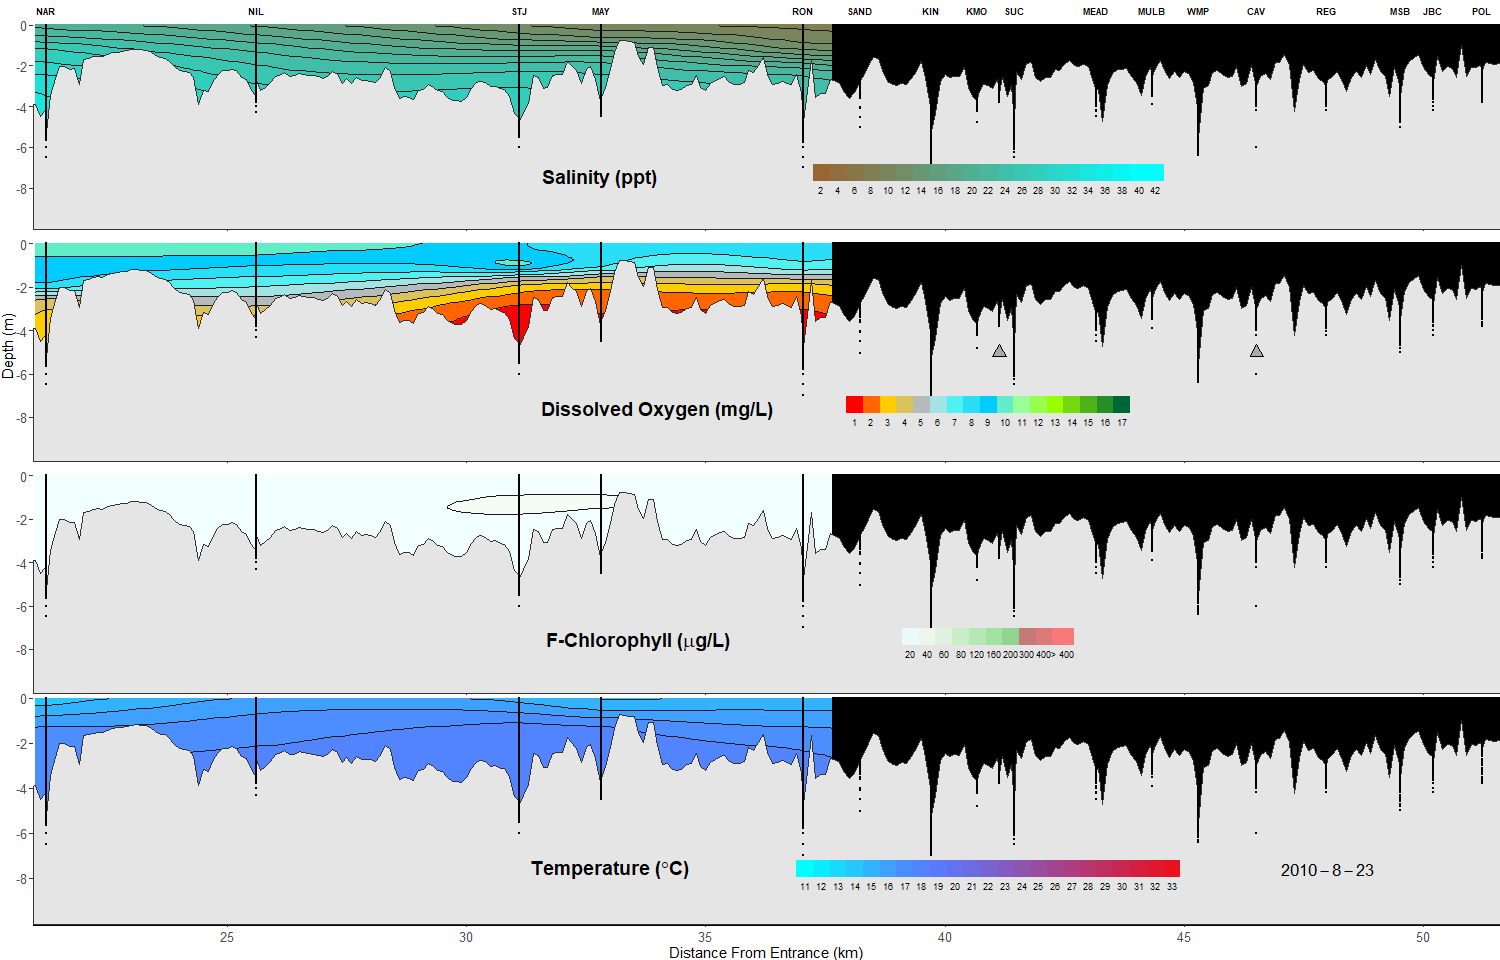 NAR NIL STJ MAY RON SAND KIN KMO SUC MEAD MULB WMP CAV REG MSB JBC POL
0
-2
-4
-6
-8
Salinity (ppt)
2 4 6 8 10 12 14 16 18 20 22 24 26 28 30 32 34 36 38 40 42
0
-2
-4
-6
-8
Depth (m)
Dissolved Oxygen (mg/L)
1 2 3 4 5 6 7 8 9 10 11 12 13 14 15 16 17
0
-2
-4
-6
-8
F-Chlorophyll (μg/L)
20 40 60 80 120 160 200 300 400 > 400
0
-2
-4
-6
-8
Temperature (°C)
11 12 13 14 15 16 17 18 19 20 21 22 23 24 25 26 27 28 29 30 31 32 33
2010 – 8 – 23
25 30 35 40 45 50
Distance From Entrance (km)